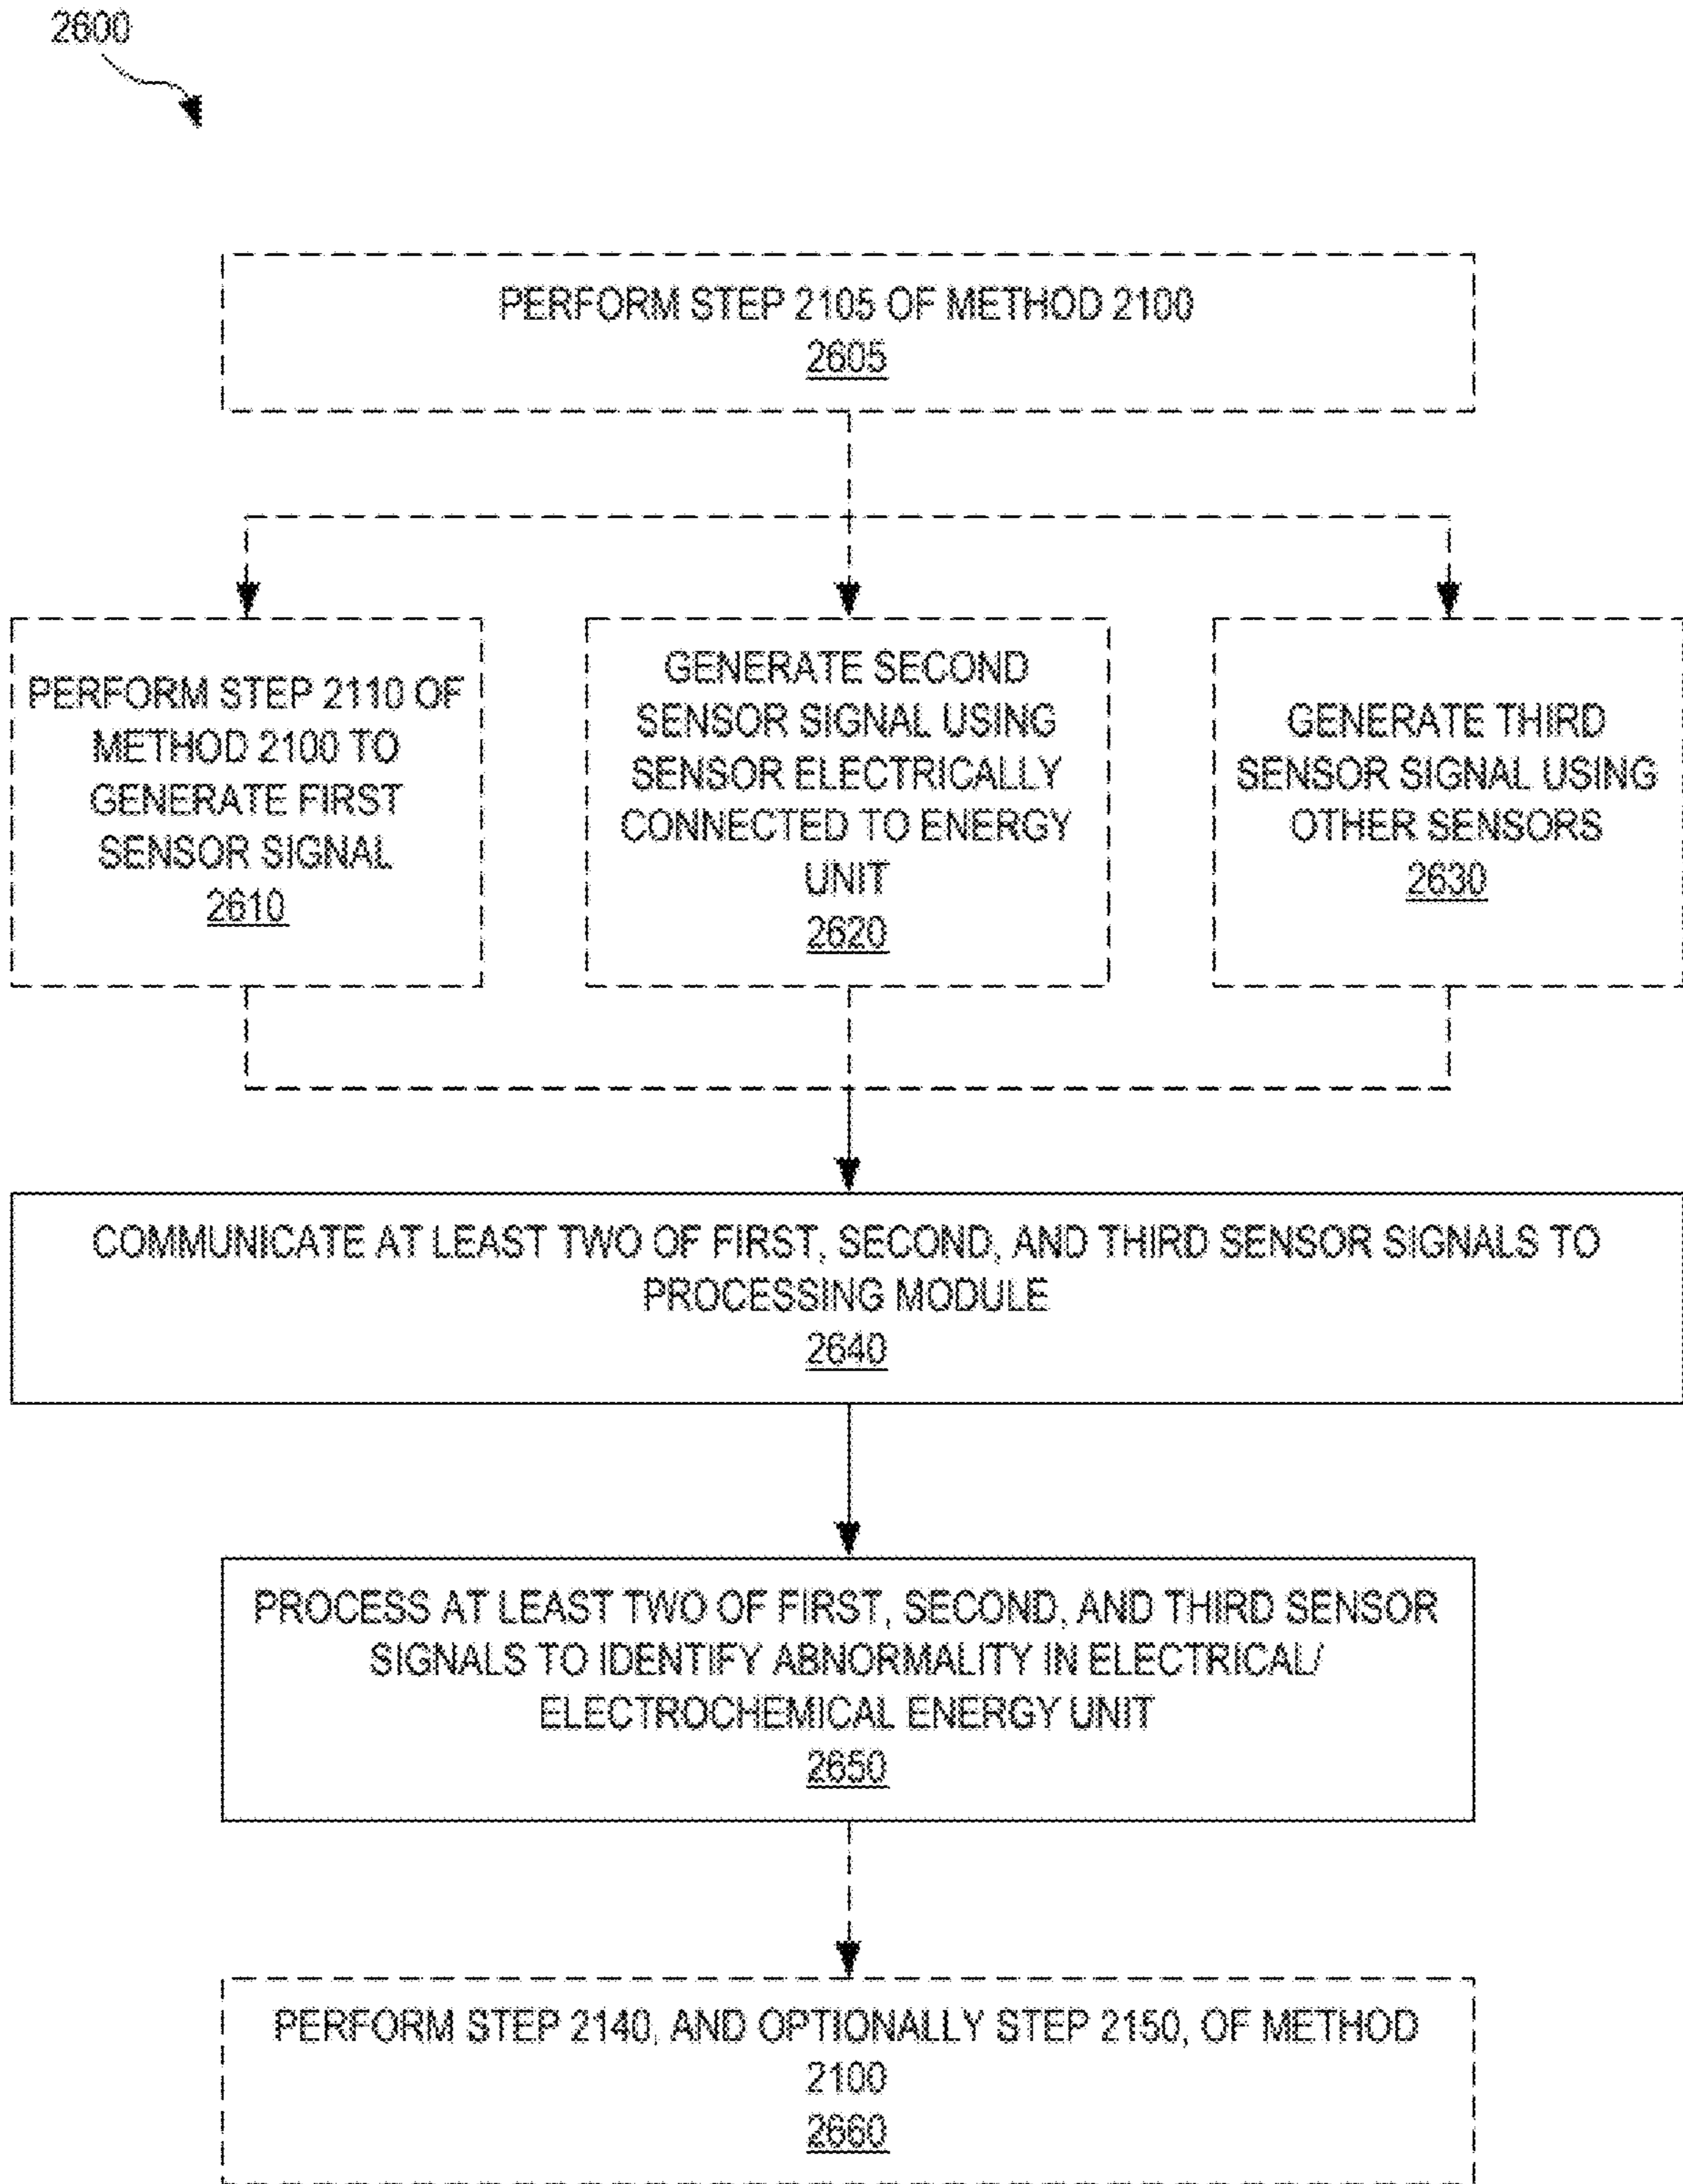 2600
PERFORM STEP 2105 OF METHOD 2100
2605
PERFORM STEP 2110 OF
METHOD 2100 TO
GENERATE FIRST
SENSOR SIGNAL
2610
GENERATE SECOND
SENSOR SIGNAL USING
SENSOR ELECTRICALLY
CONNECTED TO ENERGY
UNIT
2620
GENERATE THIRD
SENSOR SIGNAL USING
OTHER SENSORS
2630
COMMUNICATE AT LEAST TWO OF FIRST, SECOND, AND THIRD SENSOR SIGNALS TO
PROCESSING MODULE
2640
PROCESS AT LEAST TWO OF FIRST, SECOND, AND THIRD SENSOR
SIGNALS TO IDENTIFY ABNORMALITY IN ELECTRICAL/
ELECTROCHEMICAL ENERGY UNIT
2650
PERFORM STEP 2140, AND OPTIONALLY STEP 2150, OF METHOD
2100
2660